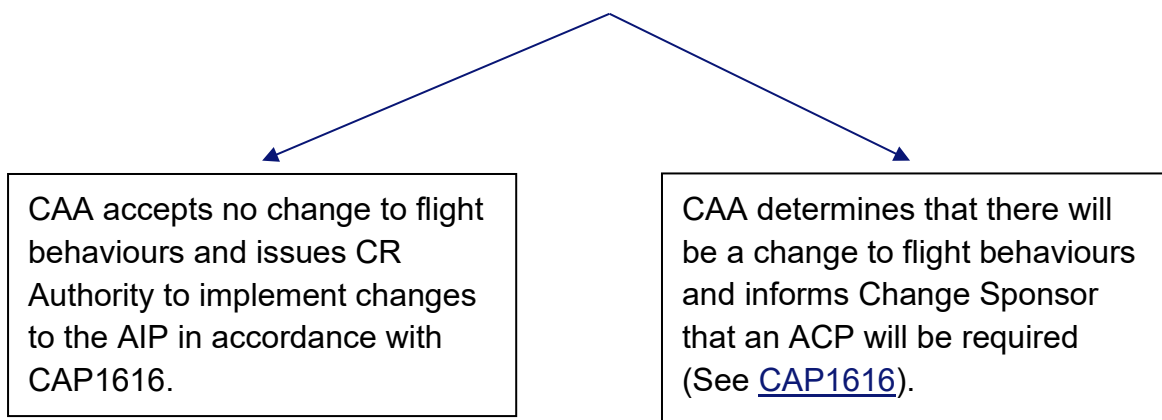 CAA accepts no change to flight
behaviours and issues CR
Authority to implement changes
to the AIP in accordance with
CAP1616.
CAA determines that there will
be a change to flight behaviours
and informs Change Sponsor
that an ACP will be required
(See CAP1616).